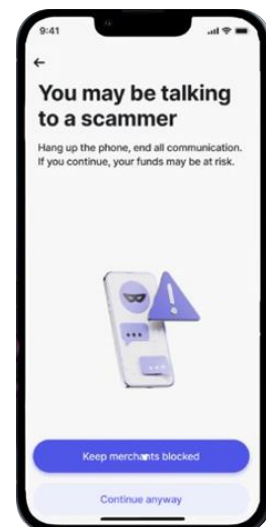 9:41
You may be talking
to a scammer
Hang up the phone, end all communication.
If you continue, your funds may be at risk.
Keep merchants blocked
Continue anyway